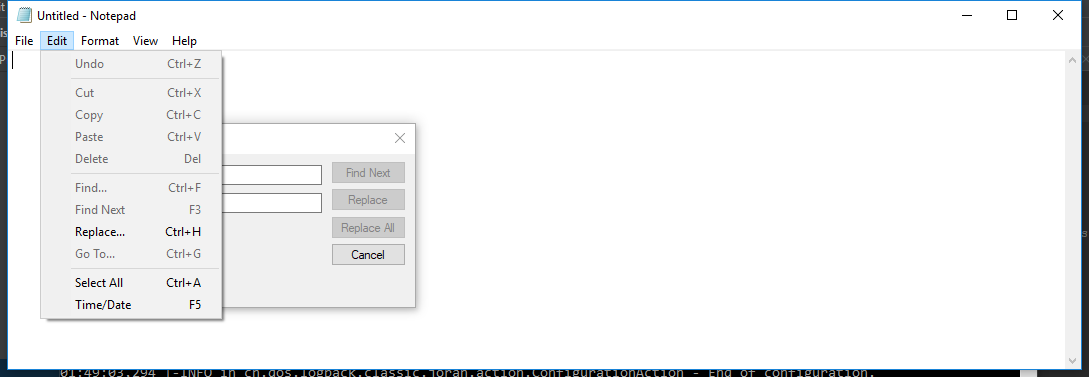 Untitled - Notepad
File Edit Format View Help
Undo Ctrl+Z
Cut Ctrl+X
Copy Ctrl+C
Paste Ctrl+V
Delete Del
Find... Ctrl+F
Find Next F3
Replace... Ctrl+H
Go To... Ctrl+G
Select All Ctrl+A
Time/Date F5
Find Next
Replace
Replace All
Cancel
01:49:03.294 |-INFO in ch.qos.logback.classic.joran.action.ConfigurationAction - End of configuration.